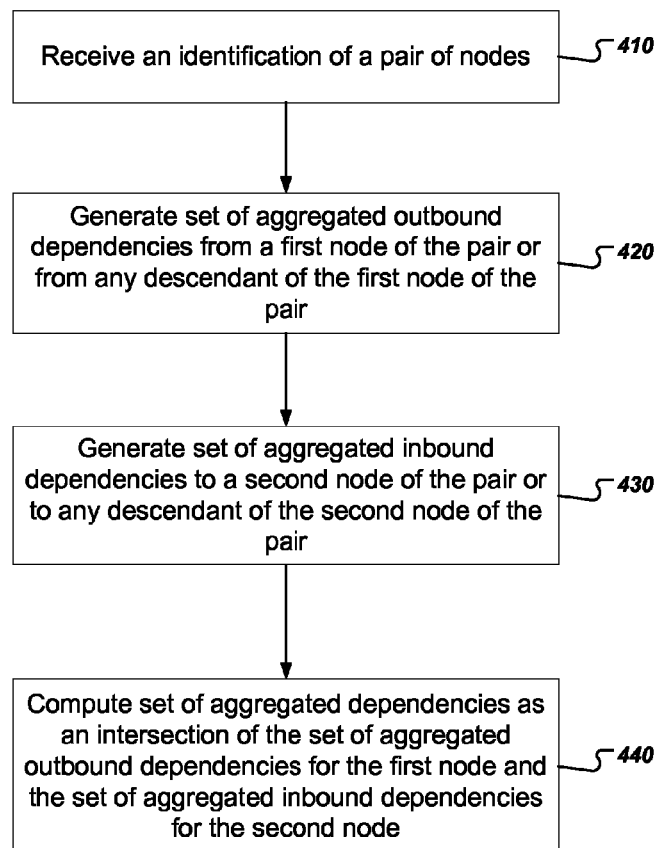 Receive an identification of a pair of nodes
410
Generate set of aggregated outbound
dependencies from a first node of the pair or
from any descendant of the first node of the
pair
420
Generate set of aggregated inbound
dependencies to a second node of the pair or
to any descendant of the second node of the
pair
430
Compute set of aggregated dependencies as
an intersection of the set of aggregated
outbound dependencies for the first node and
the set of aggregated inbound dependencies
for the second node
440